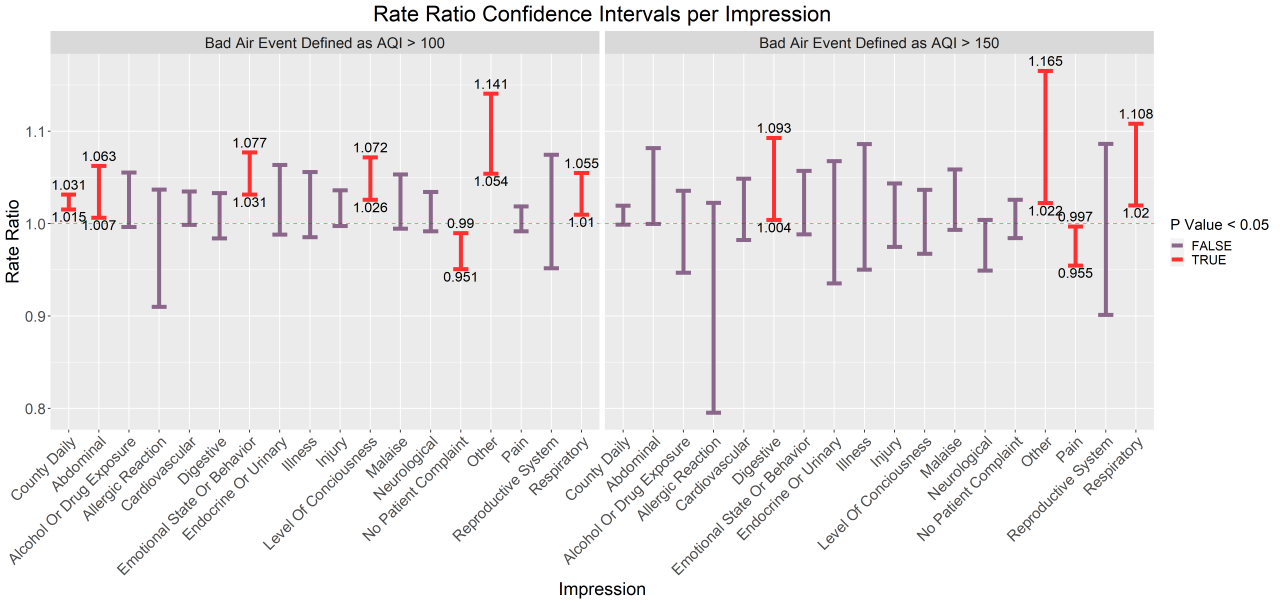 Rate Ratio Confidence Intervals per Impression
Bad Air Event Defined as AQI > 100
Bad Air Event Defined as AQI > 150
Rate Ratio
1.1
1.0
0.9
0.8
1.031
1.015
1.063
1.007
1.077
1.031
1.072
1.026
0.99
0.951
1.141
1.054
1.055
1.01
1.093
1.004
1.165
1.022
0.997
0.955
1.108
1.02
County Daily
Abdominal
Alcohol Or Drug Exposure
Allergic Reaction
Cardiovascular
Digestive
Emotional State Or Behavior
Endocrine Or Urinary
Illness
Injury
Level Of Conciousness
Malaise
Neurological
No Patient Complaint
Other
Pain
Reproductive System
Respiratory
County Daily
Abdominal
Alcohol Or Drug Exposure
Allergic Reaction
Cardiovascular
Digestive
Emotional State Or Behavior
Endocrine Or Urinary
Illness
Injury
Level Of Conciousness
Malaise
Neurological
No Patient Complaint
Other
Pain
Reproductive System
Respiratory
Impression
P Value < 0.05
FALSE
TRUE